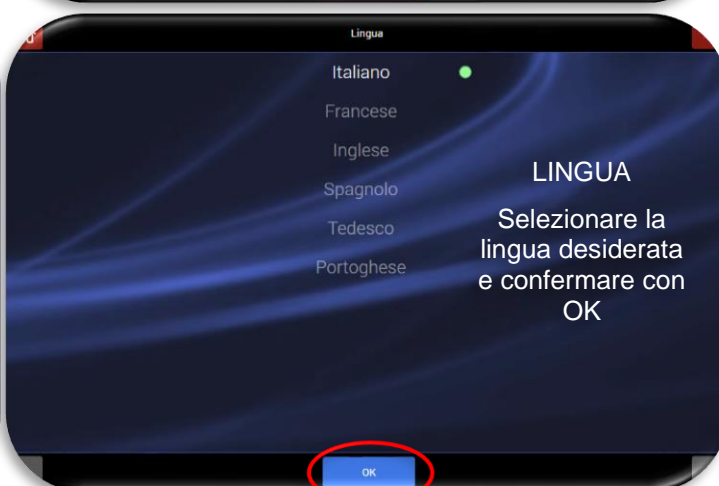 Lingua
Italiano
Francese
Inglese
Spagnolo
Tedesco
Portoghese
LINGUA
Selezionare la
lingua desiderata
e confermare con
OK
OK